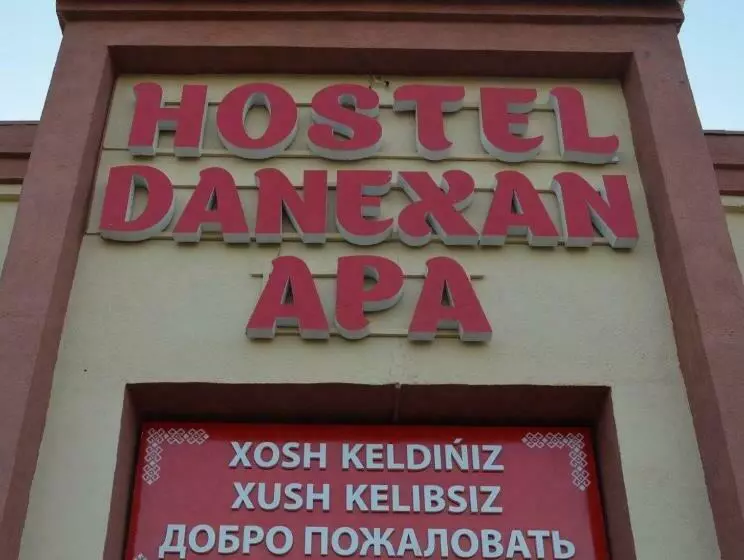 HOSTEL
DANEXAN
APA
XOSH KELDIŃIZ
XUSH KELIBSIZ
ДОБРО ПОЖАЛОВАТЬ